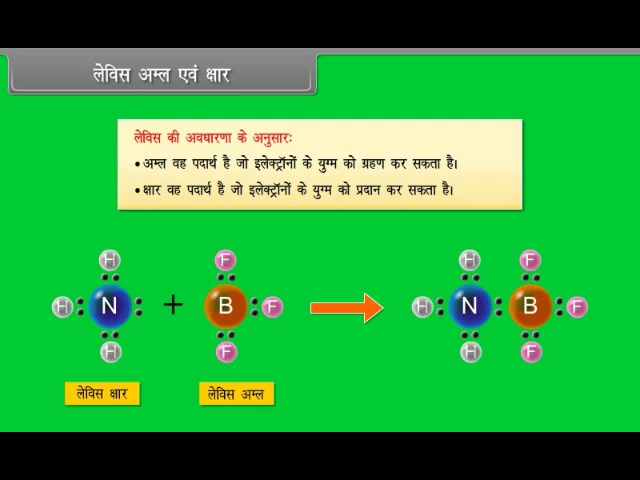 लेविस अम्ल एवं क्षार
लेविस की अवधारणा के अनुसारः
•अम्ल वह पदार्थ है जो इलेक्ट्रॉनों के युग्म को ग्रहण कर सकता है।
•क्षार वह पदार्थ है जो इलेक्ट्रॉनों के युग्म को प्रदान कर सकता है।
H F H F
H N + B F H N B F
H F H F
लेविस क्षार लेविस अम्ल